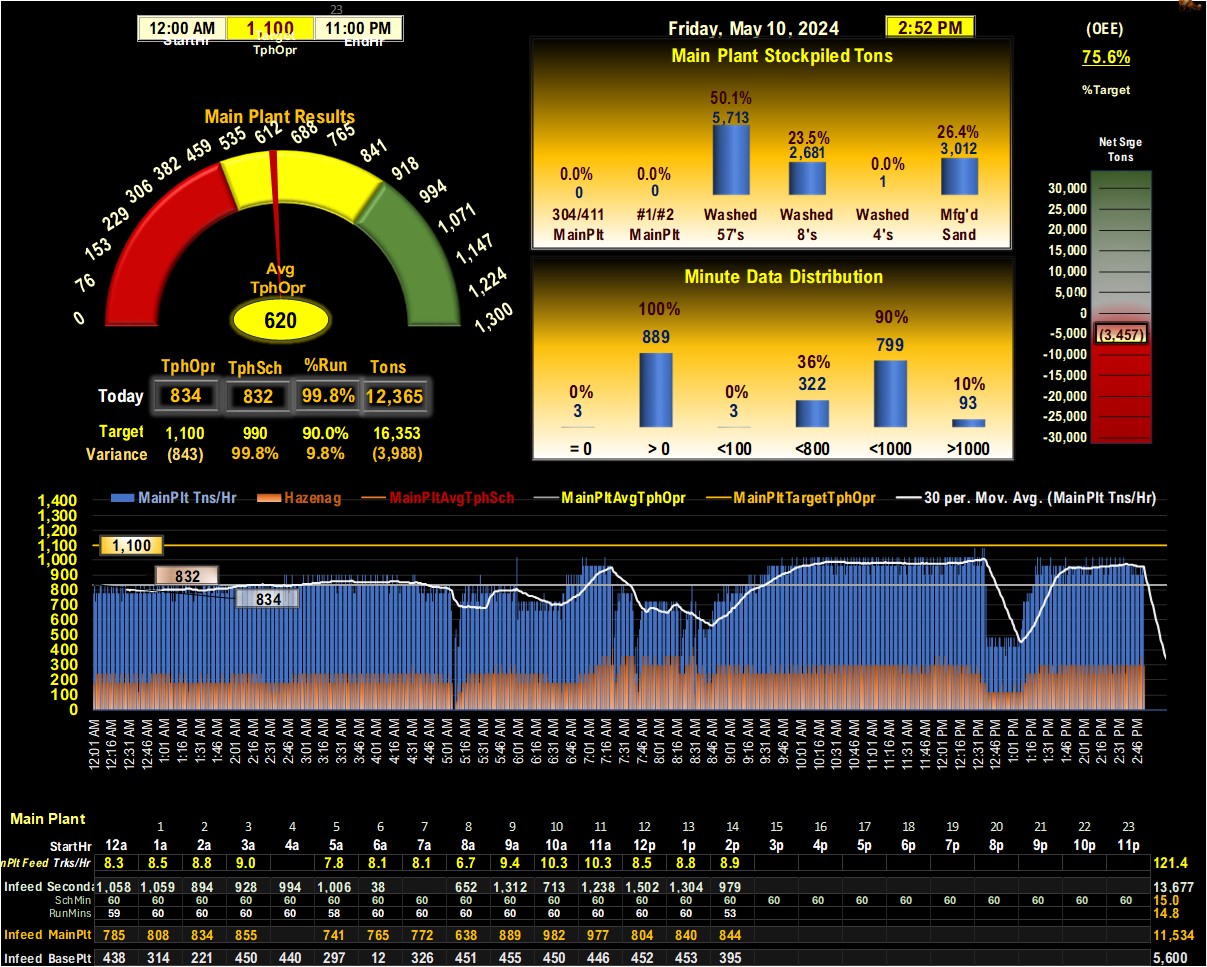 23
12:00 AM 1,100 11:00 PM
StartHr Target EndHr
TphOpr
Friday, May 10, 2024 2:52 PM
(OEE)
75.6%
%Target
Main Plant Results
0 76 153 229 306 382 459 535 612 688 765 841 918 994 1,071 1,147 1,224 1,300
Avg
TphOpr
620
TphOpr TphSch %Run Tons
Today 834 832 99.8% 12,365
Target 1,100 990 90.0% 16,353
Variance (843) 99.8% 9.8% (3,988)
Main Plant Stockpiled Tons
0.0% 0.0% 50.1% 23.5% 0.0% 26.4%
0 0 5,713 2,681 1 3,012
304/411 #1/#2 Washed Washed Washed Mfg'd
MainPlt MainPlt 57's 8's 4's Sand
Minute Data Distribution
0% 100% 0% 36% 90% 10%
3 889 3 322 799 93
= 0 > 0 <100 <800 <1000 >1000
Net Srge
Tons
30,000
25,000
20,000
15,000
10,000
5,000
0
-5,000
(3,457)
-10,000
-15,000
-20,000
-25,000
-30,000
MainPlt Tns/Hr Hazenag MainPltAvgTphSch MainPltAvgTphOpr MainPltTargetTphOpr 30 per. Mov. Avg. (MainPlt Tns/Hr)
1,400
1,300
1,200
1,100
1,000
900
800
700
600
500
400
300
200
100
0
1,100
832
834
12:01 AM 12:16 AM 12:31 AM 12:46 AM 1:01 AM 1:16 AM 1:31 AM 1:46 AM 2:01 AM 2:16 AM 2:31 AM 2:46 AM 3:01 AM 3:16 AM 3:31 AM 3:46 AM 4:01 AM 4:16 AM 4:31 AM 4:46 AM 5:01 AM 5:16 AM 5:31 AM 5:46 AM 6:01 AM 6:16 AM 6:31 AM 6:46 AM 7:01 AM 7:16 AM 7:31 AM 7:46 AM 8:01 AM 8:16 AM 8:31 AM 8:46 AM 9:01 AM 9:16 AM 9:31 AM 9:46 AM 10:01 AM 10:16 AM 10:31 AM 10:46 AM 11:01 AM 11:16 AM 11:31 AM 11:46 AM 12:01 PM 12:16 PM 12:31 PM 12:46 PM 1:01 PM 1:16 PM 1:31 PM 1:46 PM 2:01 PM 2:16 PM 2:31 PM 2:46 PM
Main Plant
1 2 3 4 5 6 7 8 9 10 11 12 13 14 15 16 17 18 19 20 21 22 23
StartHr 12a 1a 2a 3a 4a 5a 6a 7a 8a 9a 10a 11a 12p 1p 2p 3p 4p 5p 6p 7p 8p 9p 10p 11p
nPlt Feed Trks/Hr 8.3 8.5 8.8 9.0 7.8 8.1 8.1 6.7 9.4 10.3 10.3 8.5 8.8 8.9 121.4
Infeed Seconda 1,058 1,059 894 928 994 1,006 38 652 1,312 713 1,238 1,502 1,304 979 13,677
SchMin 60 60 60 60 60 60 60 60 60 60 60 60 60 60 60 60 60 60 60 60 60 60 60 60 15.0
RunMins 59 60 60 60 60 58 60 60 60 60 60 60 60 60 53 14.8
Infeed MainPlt 785 808 834 855 741 765 772 638 889 982 977 804 840 844 11,534
Infeed BasePlt 438 314 221 450 440 297 12 326 451 455 450 446 452 453 395 5,600